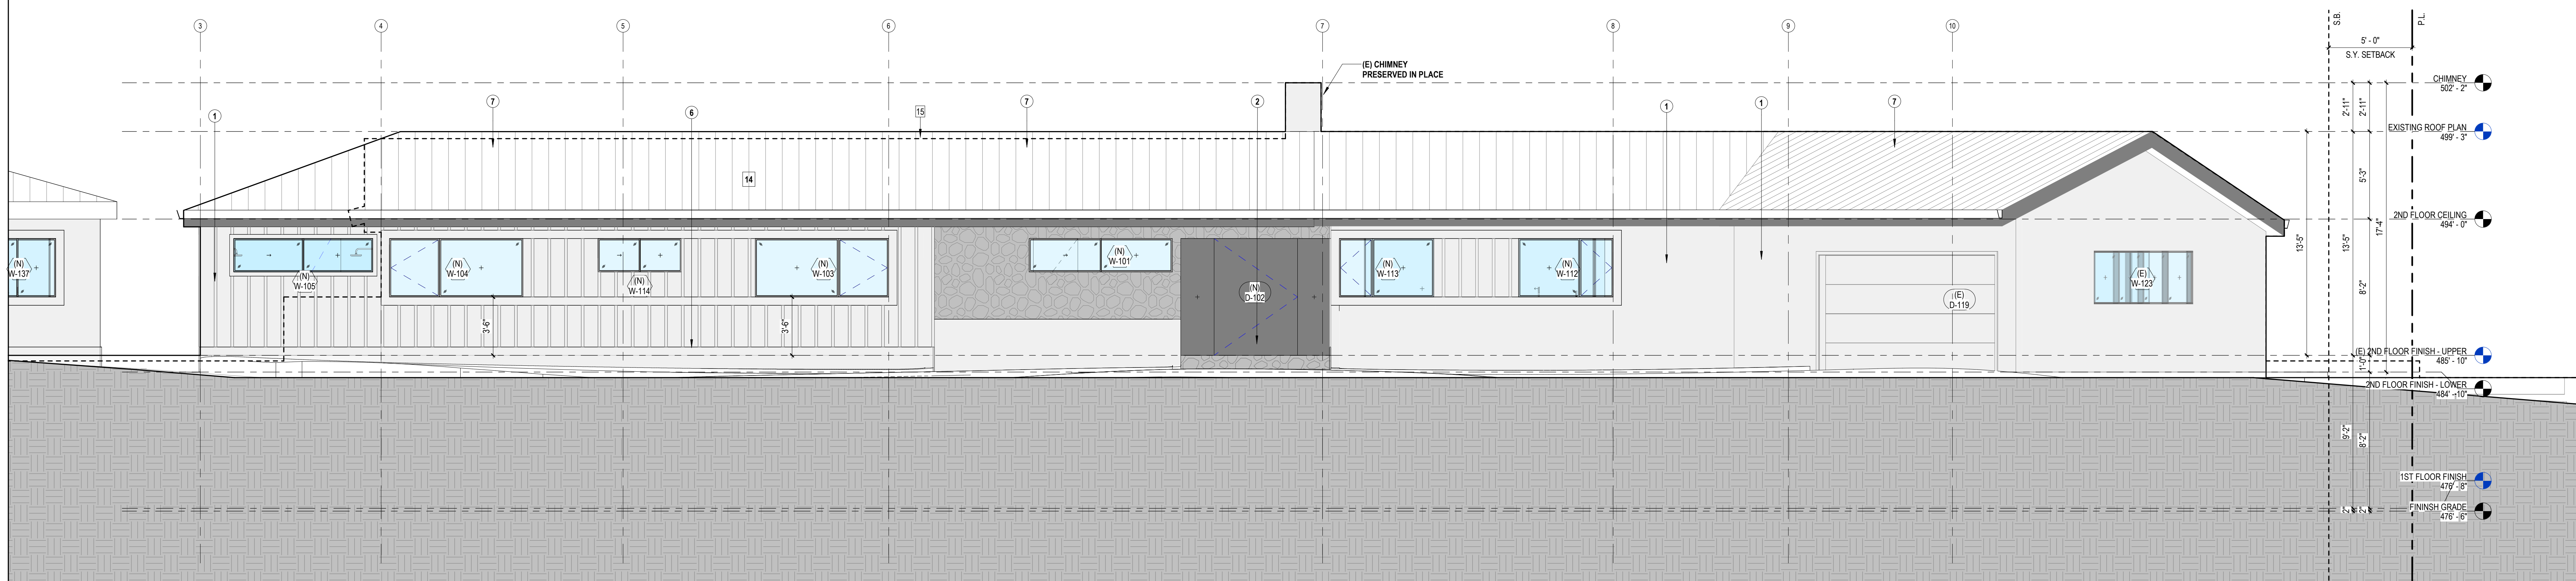 3
4
5
6
7
8
9
10
S.B.
P.L.
5' - 0"
S.Y. SETBACK
(E) CHIMNEY
PRESERVED IN PLACE
CHIMNEY
502' - 2"
1
7
6
15
7
2
1
1
7
2'-11"
2'-11"
EXISTING ROOF PLAN
499' - 3"
14
5'-3"
2ND FLOOR CEILING
494' - 0"
17'-4"
13'-5"
13'-5"
8'-2"
(N)
W-137
(N)
W-105
(N)
W-104
(N)
W-114
(N)
W-103
(N)
W-101
(N)
D-102
(N)
W-113
(N)
W-112
(E)
D-119
(E)
W-123
3'-6"
3'-6"
(E) 2ND FLOOR FINISH - UPPER
485' - 10"
1'-0"
2ND FLOOR FINISH - LOWER
484' - 10"
9'-2"
8'-2"
1ST FLOOR FINISH
476' - 8"
2"
2"
FININSH GRADE
476' - 6"